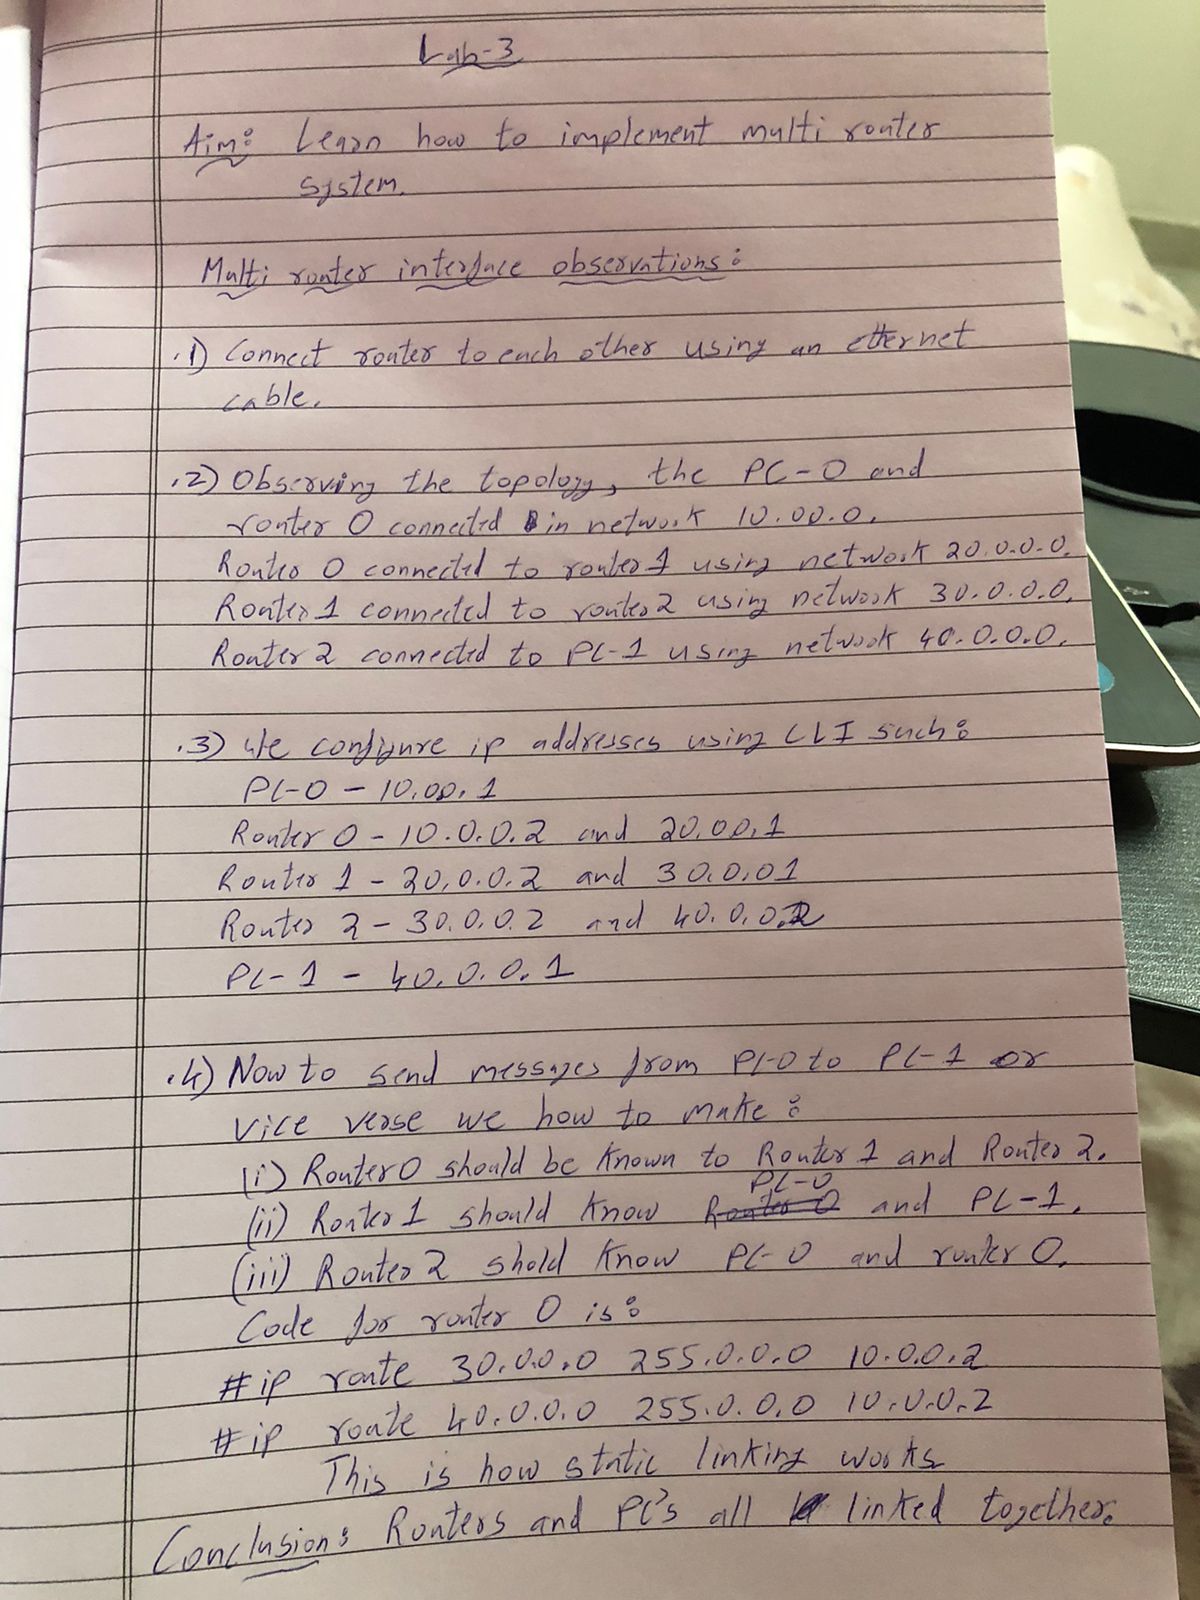 Lab-3
Aim: Learn how to implement multi router
system.
Multi router interface observations:
.1) Connect router to each other using an ethernet
cable.
.2) Observing the topology, the PC-0 and
router 0 connected in network 10.00.0.
Router 0 connected to router 1 using network 20.0.0.0.
Router 1 connected to router 2 using network 30.0.0.0.
Router 2 connected to PC-1 using network 40.0.0.0.
.3) We configure ip addresses using CLI such:
PC-0 - 10.00.1
Router 0 - 10.0.0.2 and 20.00.1
Router 1 - 20.0.0.2 and 30.0.01
Router 2 - 30.0.0.2 and 40.0.0.2
PC-1 - 40.0.0.1
.4) Now to send messages from PC-0 to PC-1 or
vice verse we how to make:
(i) Router 0 should be known to Router 1 and Router 2.
(ii) Router 1 should know PC-0 and PC-1.
(iii) Router 2 shold know PC-0 and router 0.
Code for router 0 is:
#ip route 30.0.0.0 255.0.0.0 10.0.0.2
#ip route 40.0.0.0 255.0.0.0 10.0.0.2
This is how static linking works
Conclusion: Routers and PC's all linked together.